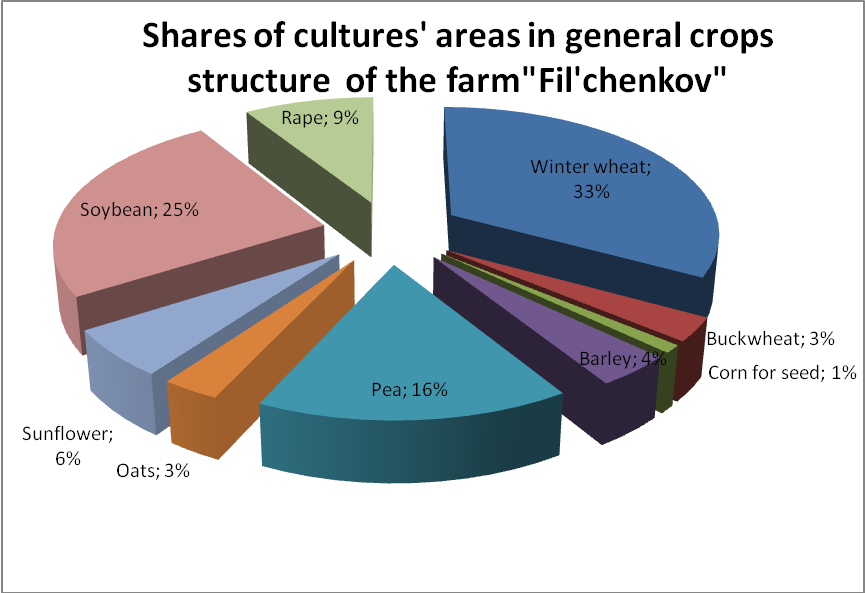 Shares of cultures' areas in general crops
structure of the farm"Fil'chenkov"
Rape; 9%
Winter wheat;
33%
Soybean; 25%
Buckwheat; 3%
Barley; 4%
Corn for seed; 1%
Pea; 16%
Sunflower;
6%
Oats; 3%